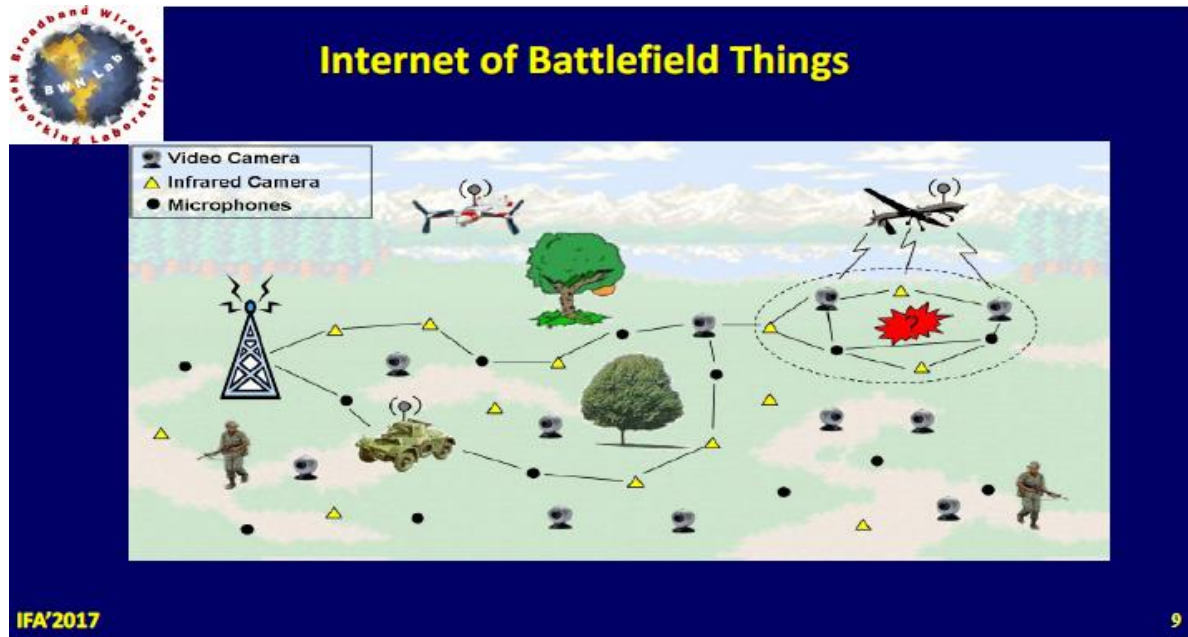 Broadband Wireless
Networking Laboratory
BWN Lab
Internet of Battlefield Things
Video Camera
Infrared Camera
Microphones
?
IFA'2017
9